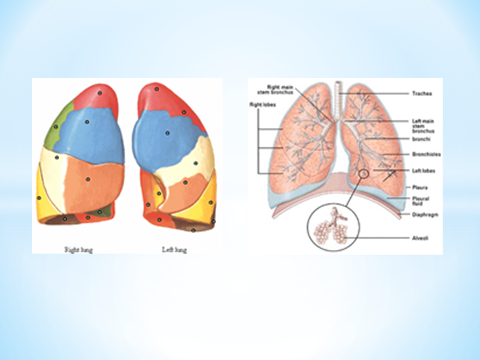 Right lung
Left lung
Right main
stem bronchus
Right lobes
Trachea
Left main
stem
bronchus
bronchi
Bronchioles
Left lobes
Pleura
Pleural
fluid
Diaphragm
Alveoli